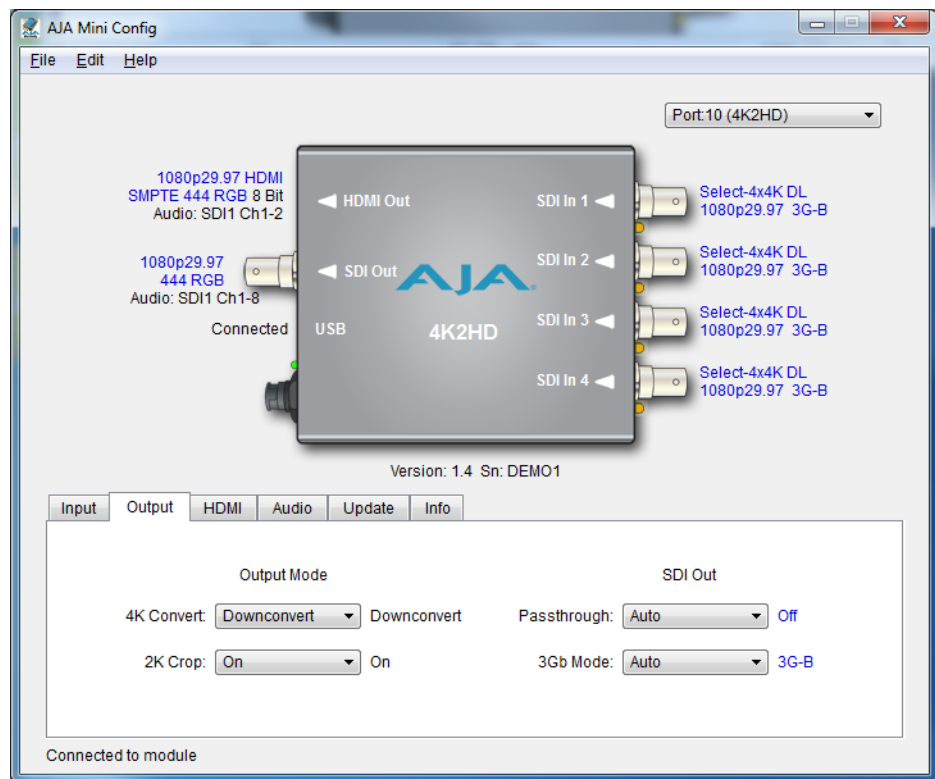 AJA Mini Config
File Edit Help
Port:10 (4K2HD)
1080p29.97 HDMI
SMPTE 444 RGB 8 Bit
Audio: SDI1 Ch1-2
1080p29.97
444 RGB
Audio: SDI1 Ch1-8
Connected
HDMI Out
SDI Out
USB
AJA
4K2HD
SDI In 1
SDI In 2
SDI In 3
SDI In 4
Select-4x4K DL
1080p29.97 3G-B
Select-4x4K DL
1080p29.97 3G-B
Select-4x4K DL
1080p29.97 3G-B
Select-4x4K DL
1080p29.97 3G-B
Version: 1.4 Sn: DEMO1
Input Output HDMI Audio Update Info
Output Mode
4K Convert: Downconvert Downconvert
2K Crop: On On
SDI Out
Passthrough: Auto Off
3Gb Mode: Auto 3G-B
Connected to module